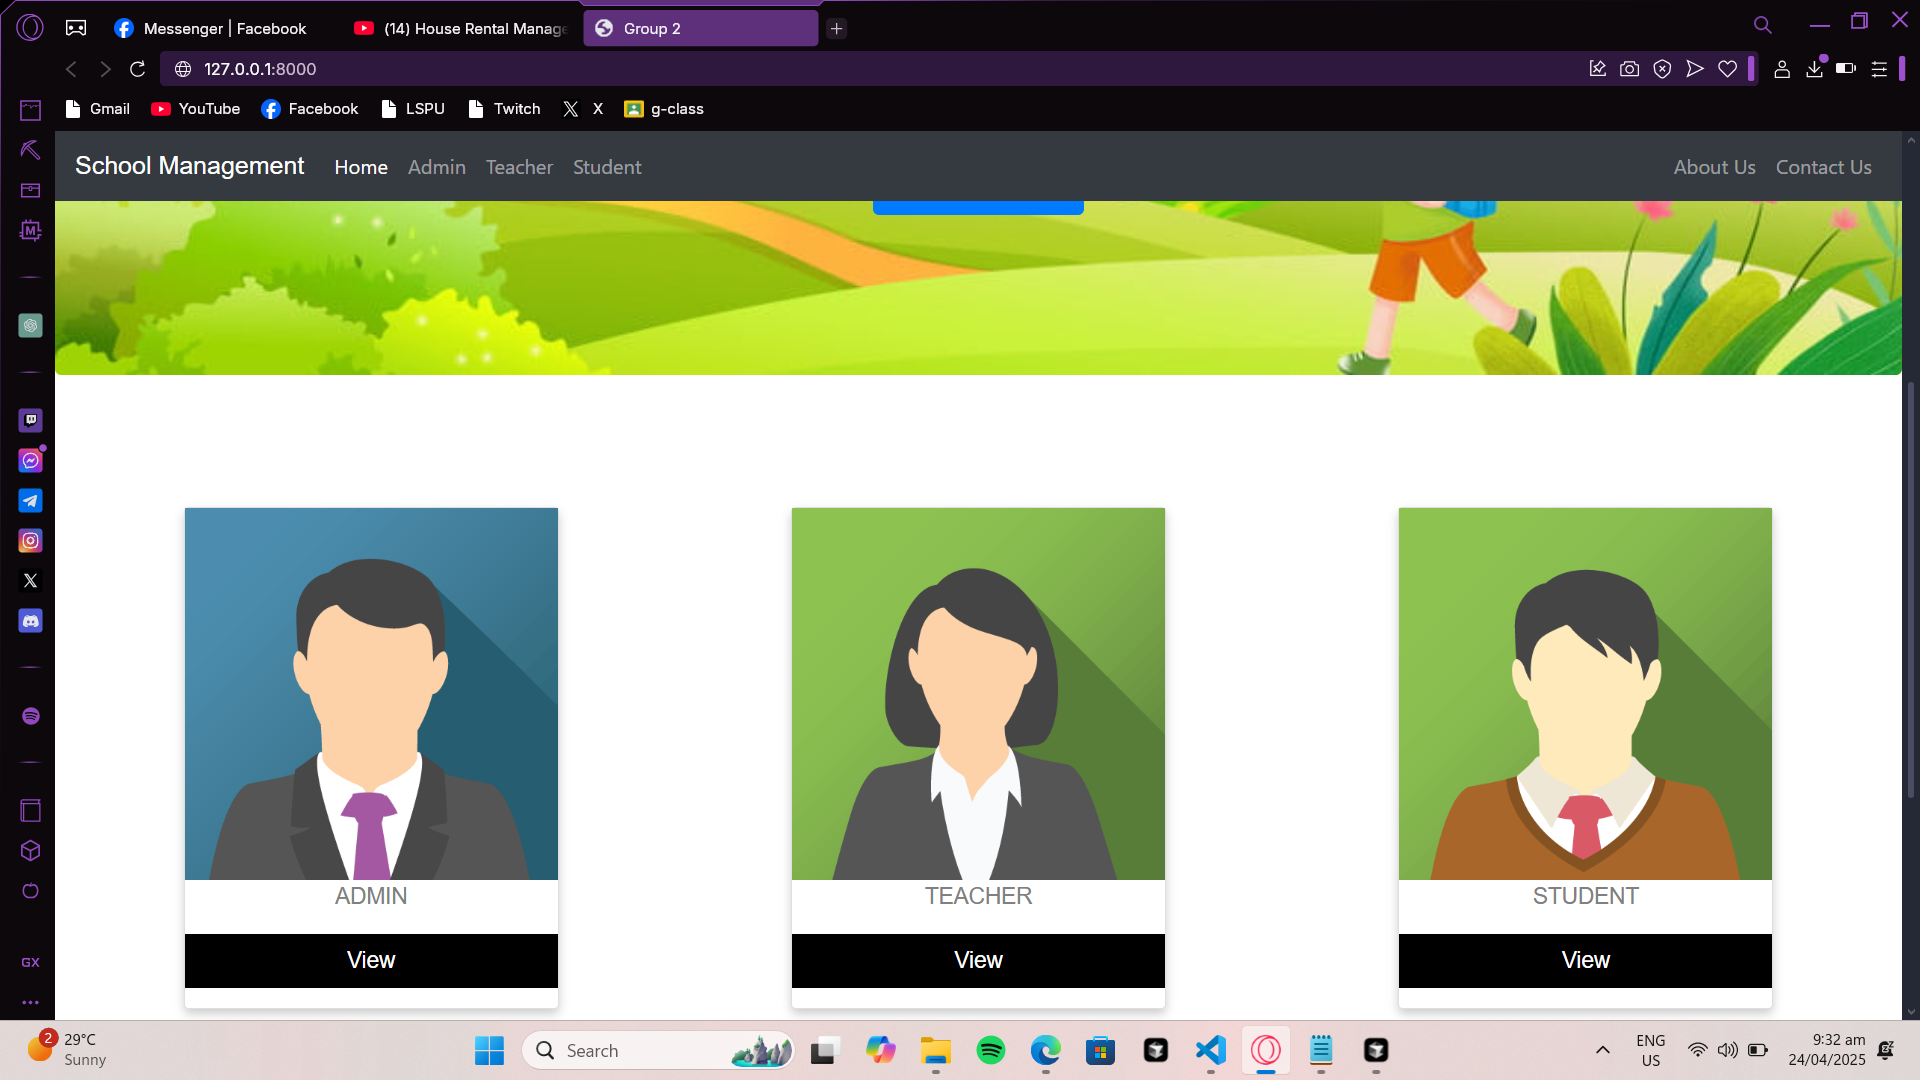 Messenger | Facebook
(14) House Rental Manage
Group 2
127.0.0.1:8000
Gmail YouTube Facebook LSPU Twitch X g-class
School Management Home Admin Teacher Student About Us Contact Us
ADMIN
View
TEACHER
View
STUDENT
View
GX
2
29°C
Sunny
Search
ENG
US
9:32 am
24/04/2025